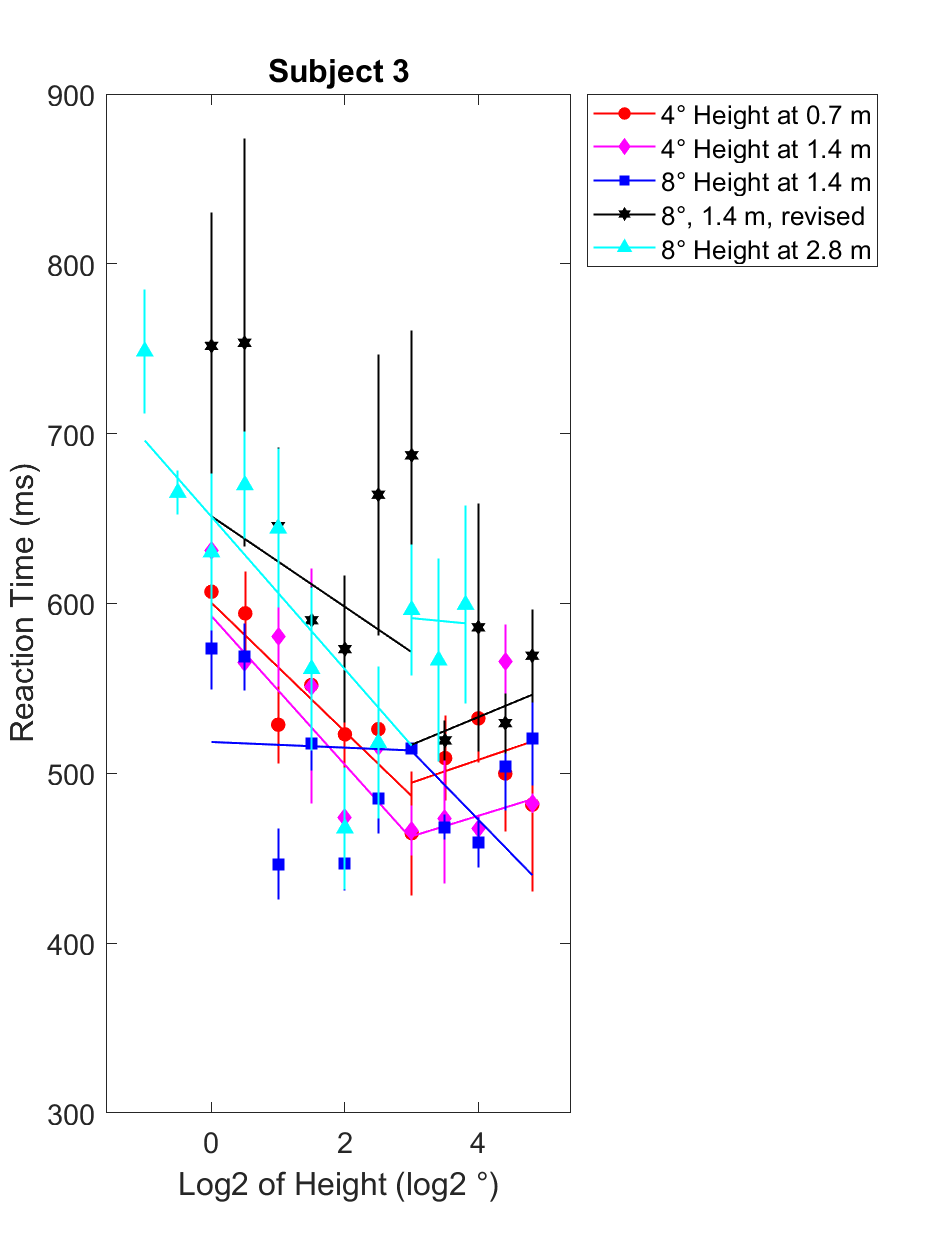 Subject 3
900
800
700
600
500
400
300
0
2
4
Reaction Time (ms)
Log2 of Height (log2 °)
4° Height at 0.7 m
4° Height at 1.4 m
8° Height at 1.4 m
8°, 1.4 m, revised
8° Height at 2.8 m